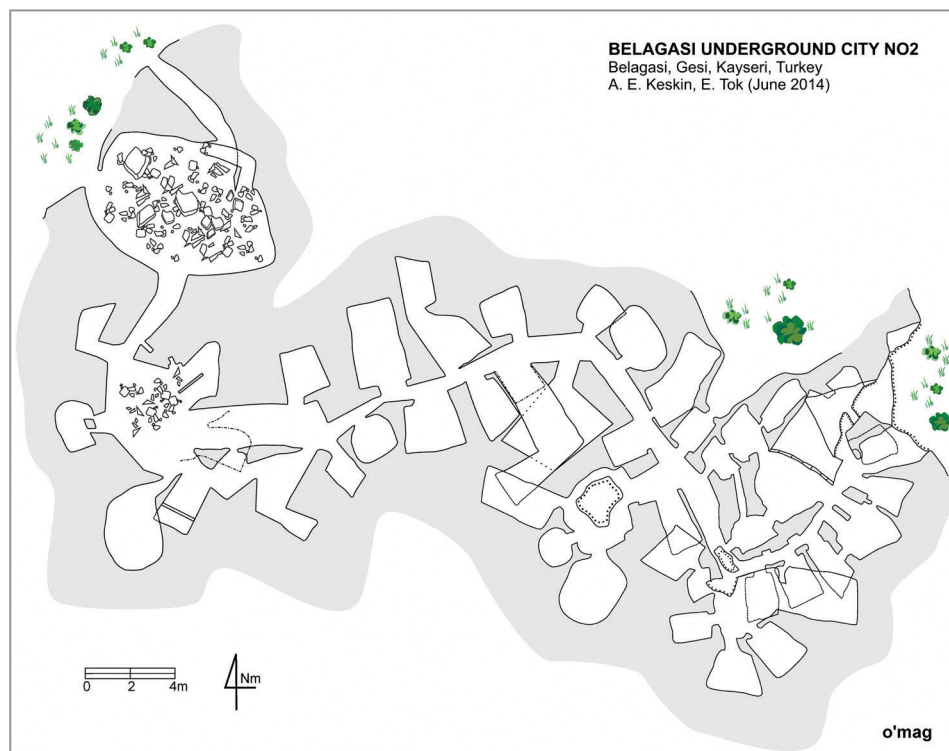 BELAGASI UNDERGROUND CITY NO2
Belagasi, Gesi, Kayseri, Turkey
A. E. Keskin, E. Tok (June 2014)
0 2 4m
Nm
o'mag